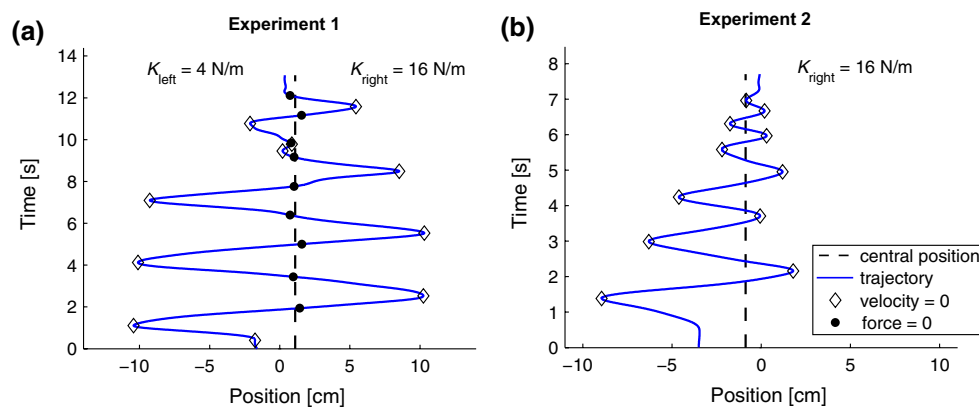 (a)
Experiment 1
K_left = 4 N/m
K_right = 16 N/m
Time [s]
14
12
10
8
6
4
2
0
−10
−5
0
5
10
Position [cm]
(b)
Experiment 2
K_right = 16 N/m
Time [s]
8
7
6
5
4
3
2
1
0
−10
−5
0
5
10
Position [cm]
central position
trajectory
velocity = 0
force = 0